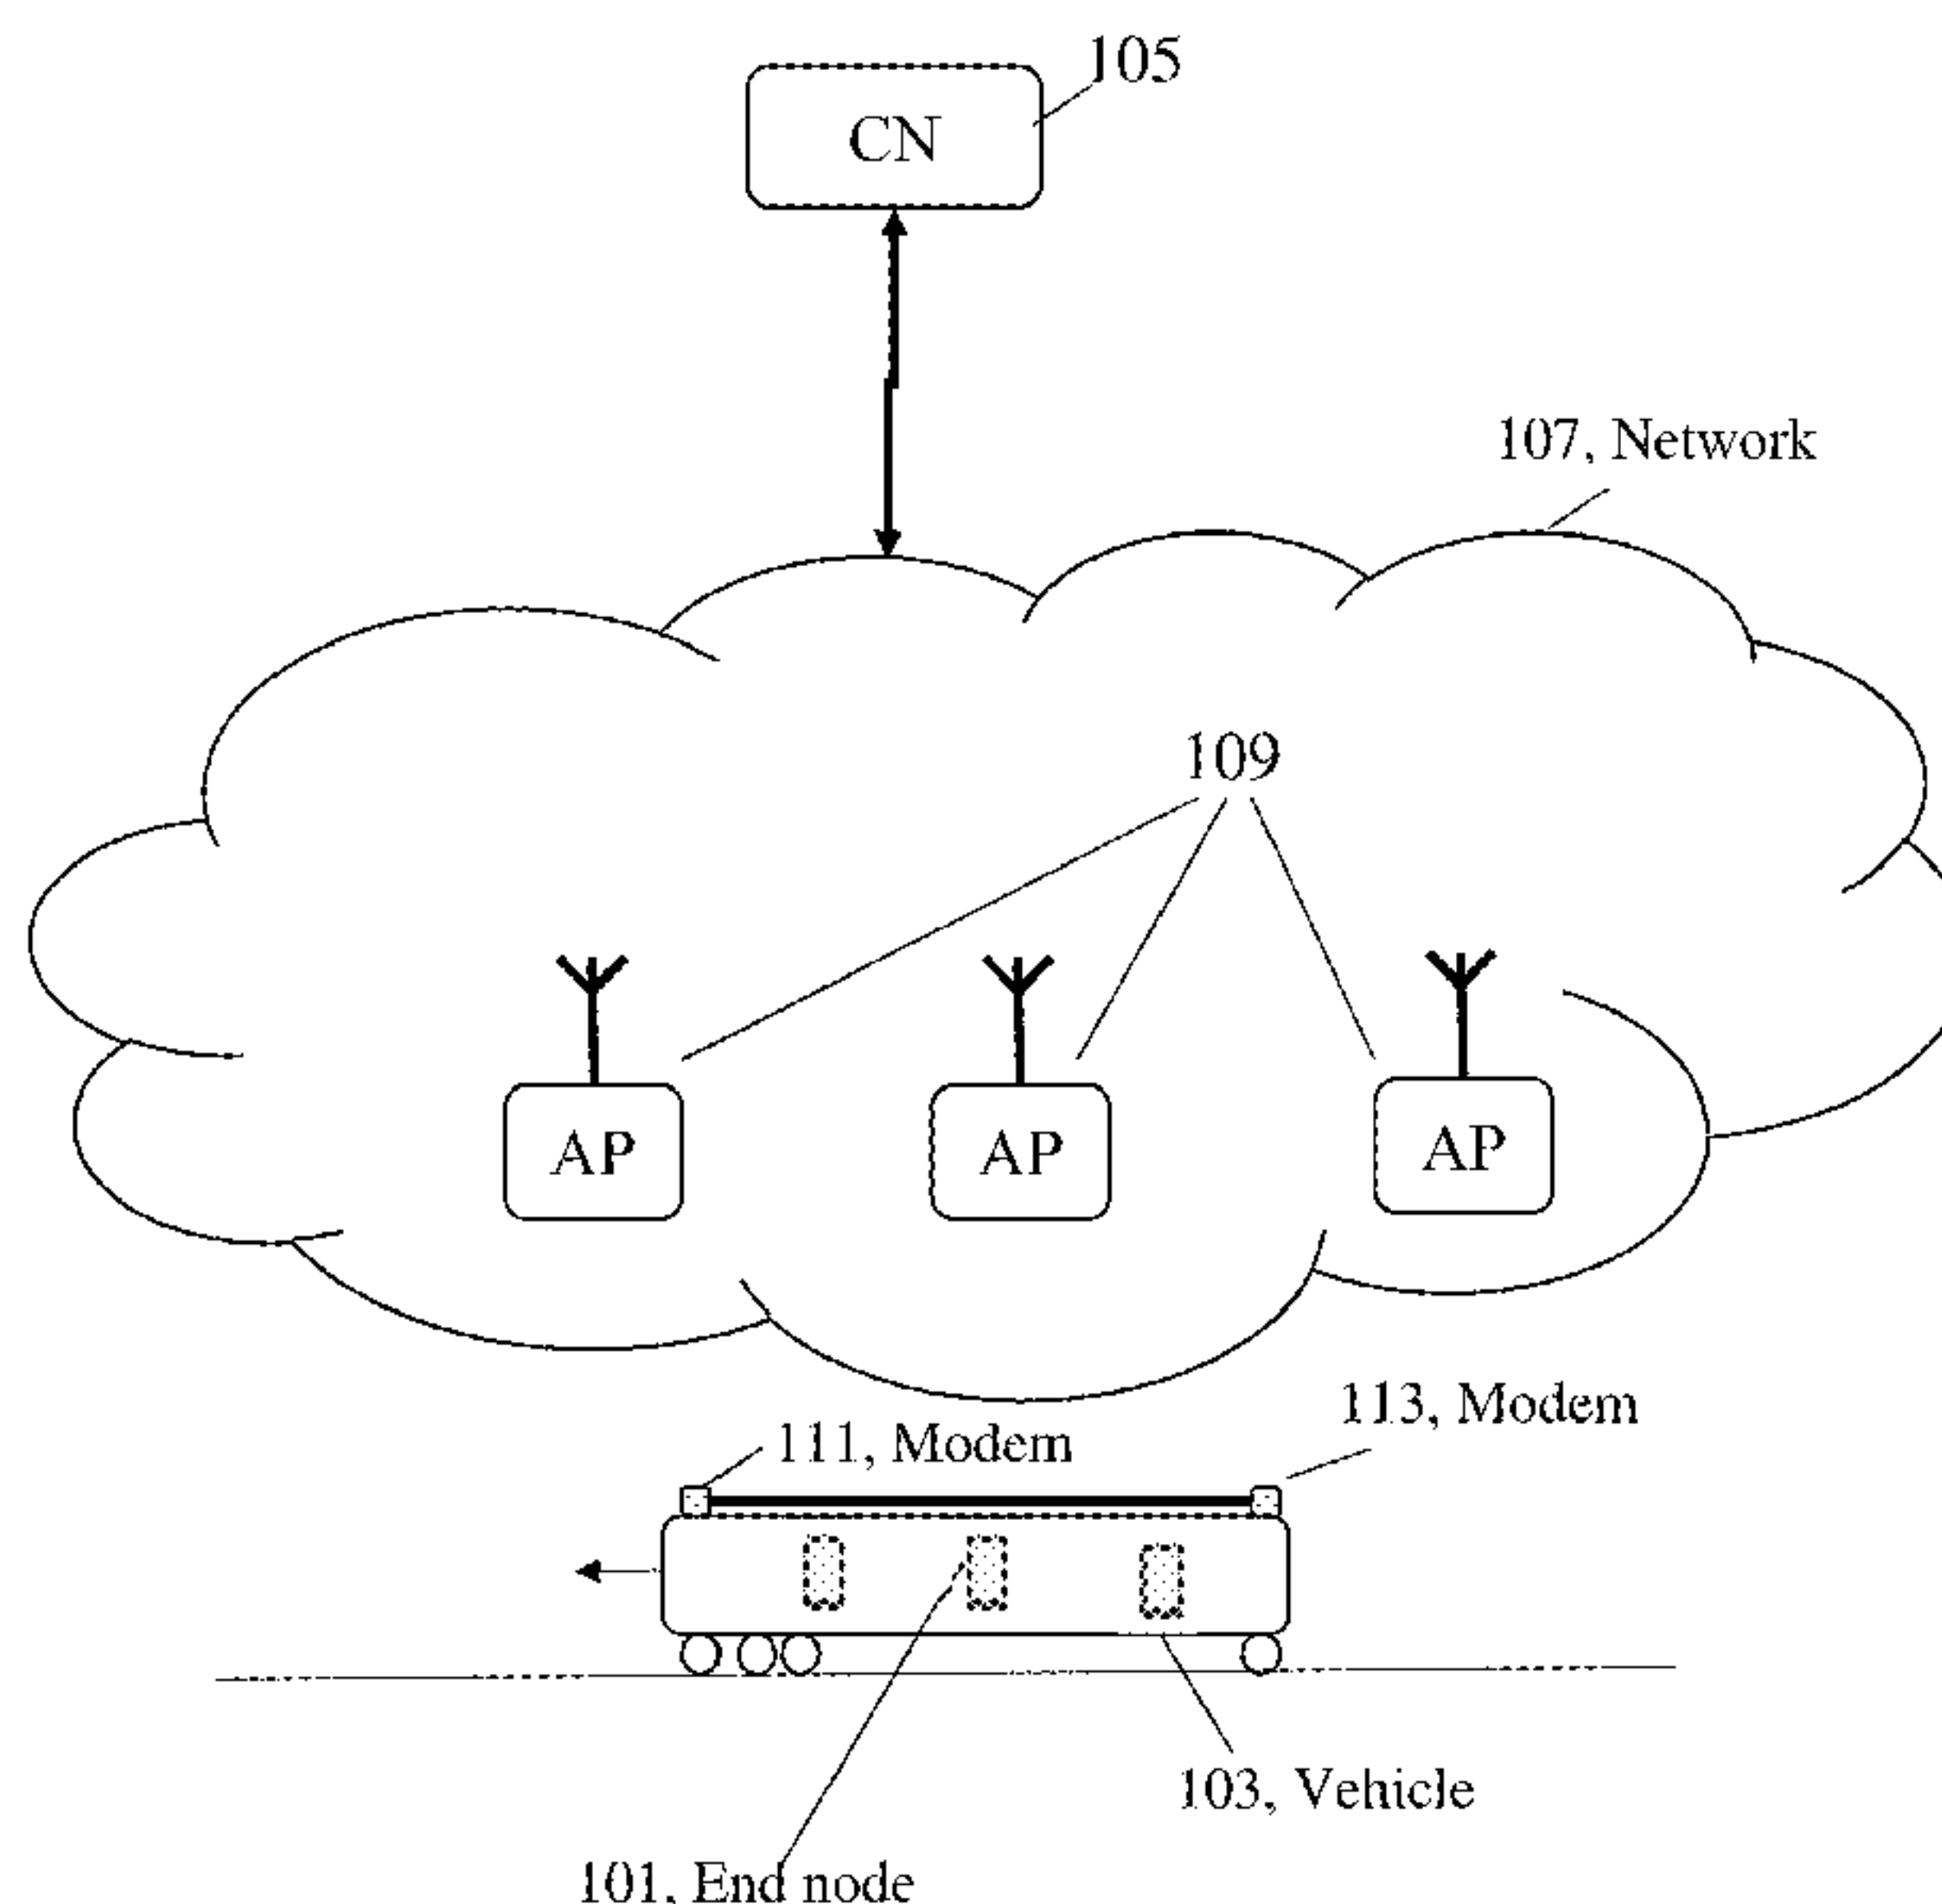 105
CN
107, Network
109
AP AP AP
113, Modem
111, Modem
103, Vehicle
101, End node